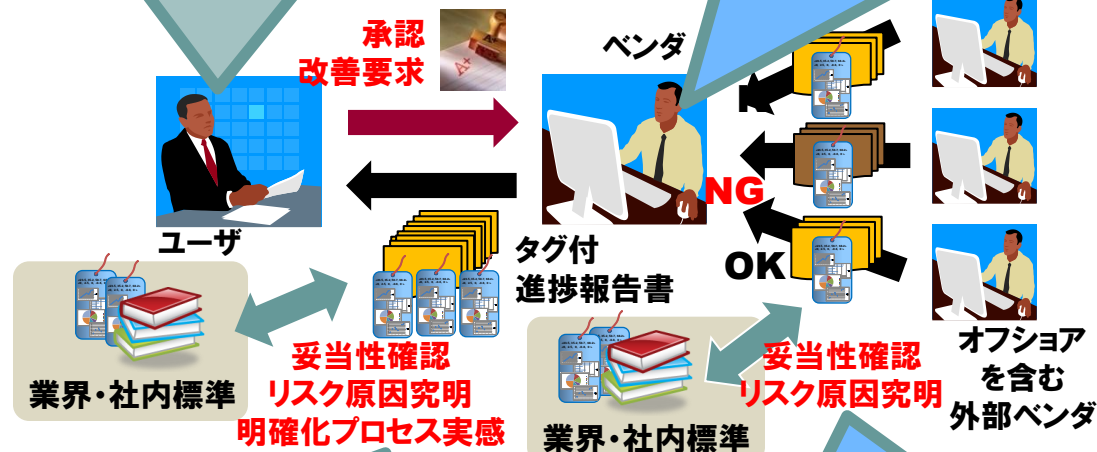 承認
改善要求
ベンダ
NG
OK
ユーザ
タグ付
進捗報告書
オフショア
を含む
外部ベンダ
妥当性確認
リスク原因究明
明確化プロセス実感
業界・社内標準
妥当性確認
リスク原因究明
業界・社内標準
A+